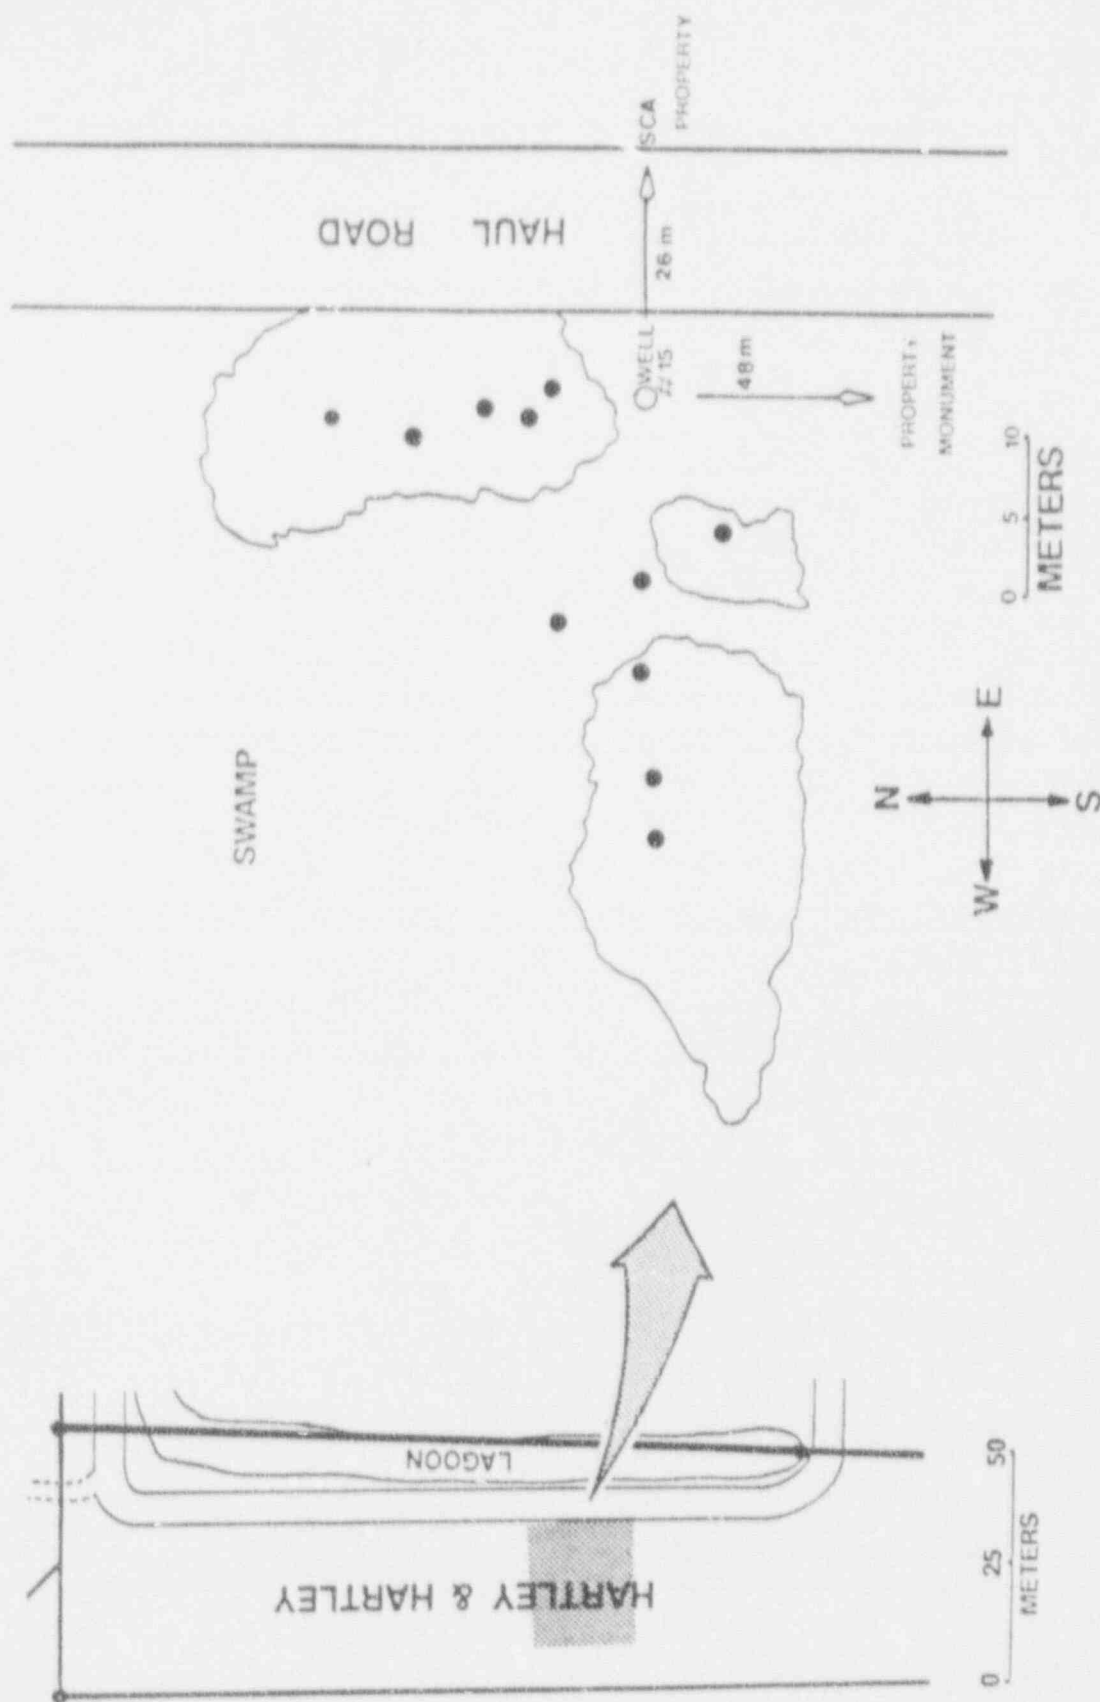 SWAMP
HAUL ROAD
SCA
PROPERTY
26 m
WELL
# 15
48m
PROPERTY
MONUMENT
0 5 10
METERS
N
W E
S
LAGOON
HARTLEY & HARTLEY
0 25 50
METERS